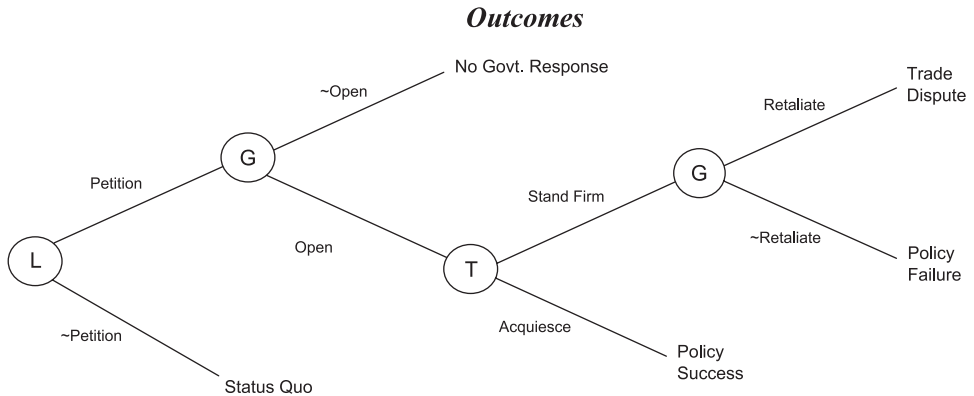 Outcomes
No Govt. Response
~Open
Trade
Dispute
Retaliate
G
G
Petition
Stand Firm
Open
~Retaliate
L
T
Policy
Failure
~Petition
Acquiesce
Policy
Success
Status Quo